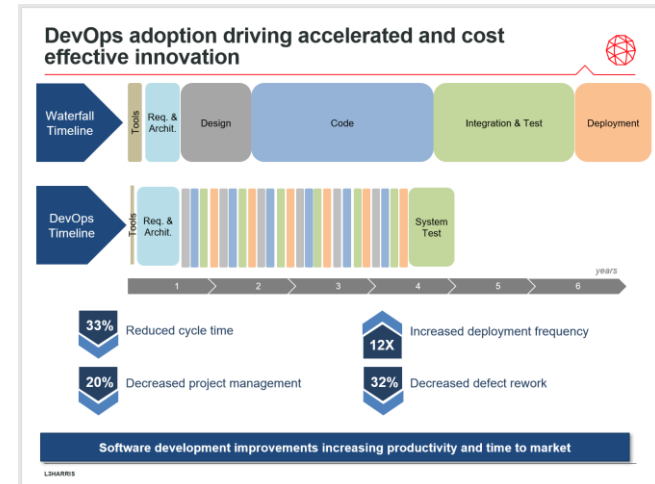 DevOps adoption driving accelerated and cost
effective innovation
Waterfall
Timeline
Tools
Req. &
Archit.
Design
Code
Integration & Test
Deployment
DevOps
Timeline
Tools
Req. &
Archit.
System
Test
years
1 2 3 4 5 6
33% Reduced cycle time
12X Increased deployment frequency
20% Decreased project management
32% Decreased defect rework
Software development improvements increasing productivity and time to market
L3HARRIS